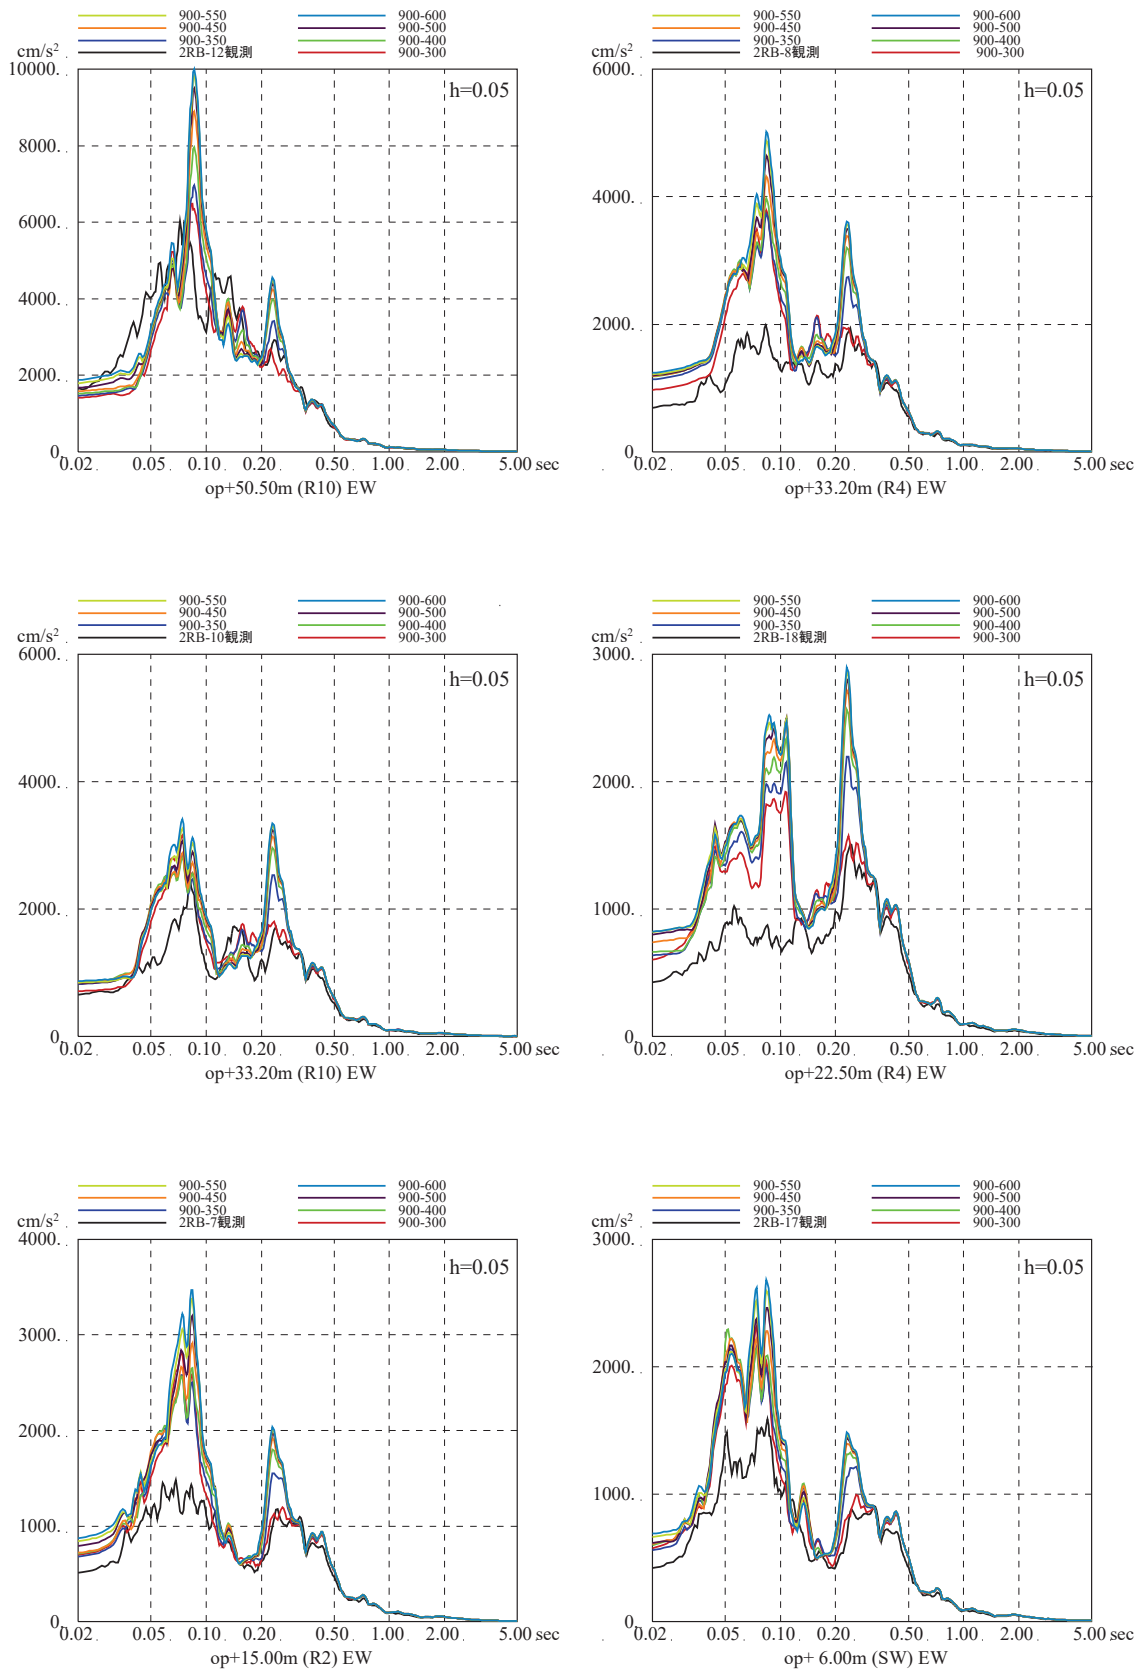 900-550 900-600
900-450 900-500
900-350 900-400
2RB-12観測 900-300
cm/s²
10000.
h=0.05
8000.
6000.
4000.
2000.
0.
0.02 0.05 0.10 0.20 0.50 1.00 2.00 5.00 sec
op+50.50m (R10) EW
900-550 900-600
900-450 900-500
900-350 900-400
2RB-8観測 900-300
cm/s²
6000.
h=0.05
4000.
2000.
0.
0.02 0.05 0.10 0.20 0.50 1.00 2.00 5.00 sec
op+33.20m (R4) EW
900-550 900-600
900-450 900-500
900-350 900-400
2RB-10観測 900-300
cm/s²
6000.
h=0.05
4000.
2000.
0.
0.02 0.05 0.10 0.20 0.50 1.00 2.00 5.00 sec
op+33.20m (R10) EW
900-550 900-600
900-450 900-500
900-350 900-400
2RB-18観測 900-300
cm/s²
3000.
h=0.05
2000.
1000.
0.
0.02 0.05 0.10 0.20 0.50 1.00 2.00 5.00 sec
op+22.50m (R4) EW
900-550 900-600
900-450 900-500
900-350 900-400
2RB-7観測 900-300
cm/s²
4000.
h=0.05
3000.
2000.
1000.
0.
0.02 0.05 0.10 0.20 0.50 1.00 2.00 5.00 sec
op+15.00m (R2) EW
900-550 900-600
900-450 900-500
900-350 900-400
2RB-17観測 900-300
cm/s²
3000.
h=0.05
2000.
1000.
0.
0.02 0.05 0.10 0.20 0.50 1.00 2.00 5.00 sec
op+ 6.00m (SW) EW